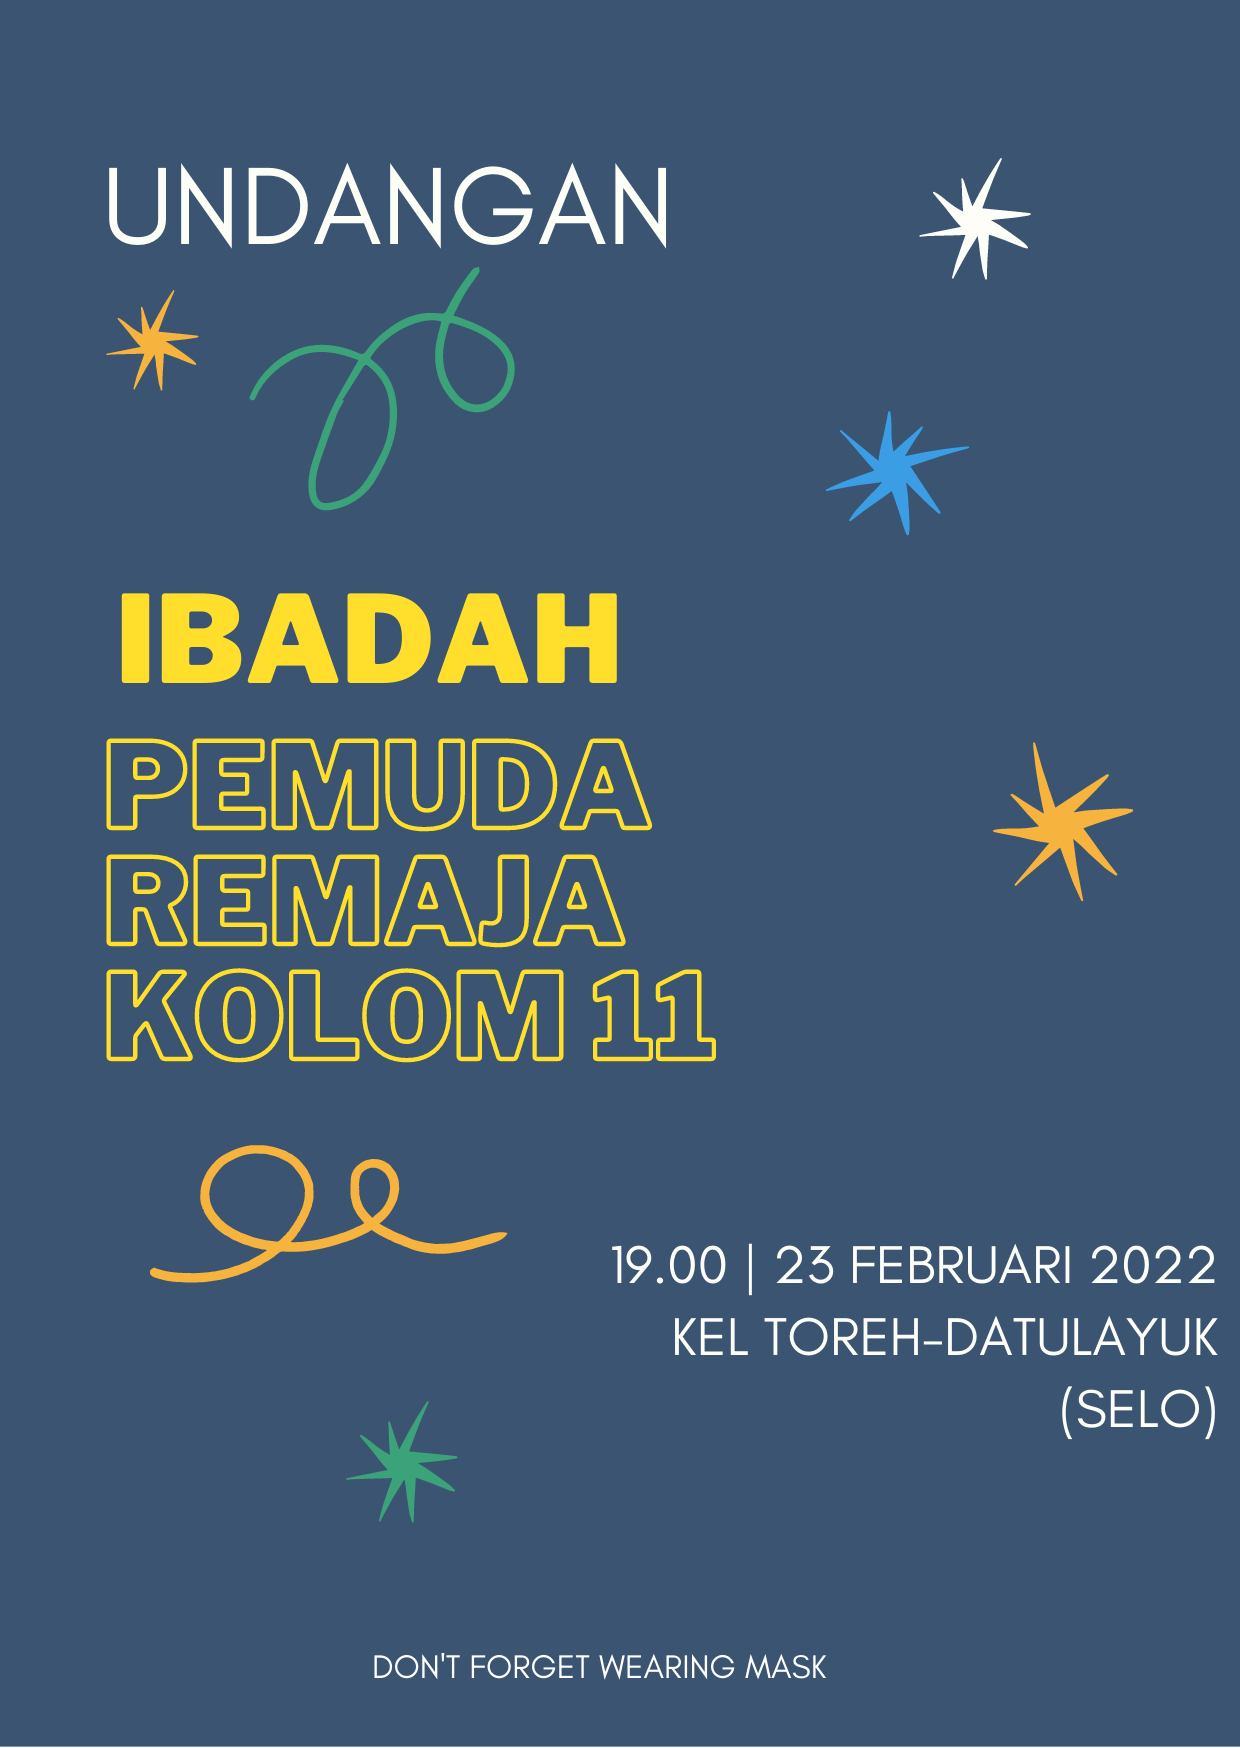 UNDANGAN
IBADAH
PEMUDA
REMAJA
KOLOM 11
19.00 | 23 FEBRUARI 2022
KEL TOREH-DATULAYUK
(SELO)
DON'T FORGET WEARING MASK